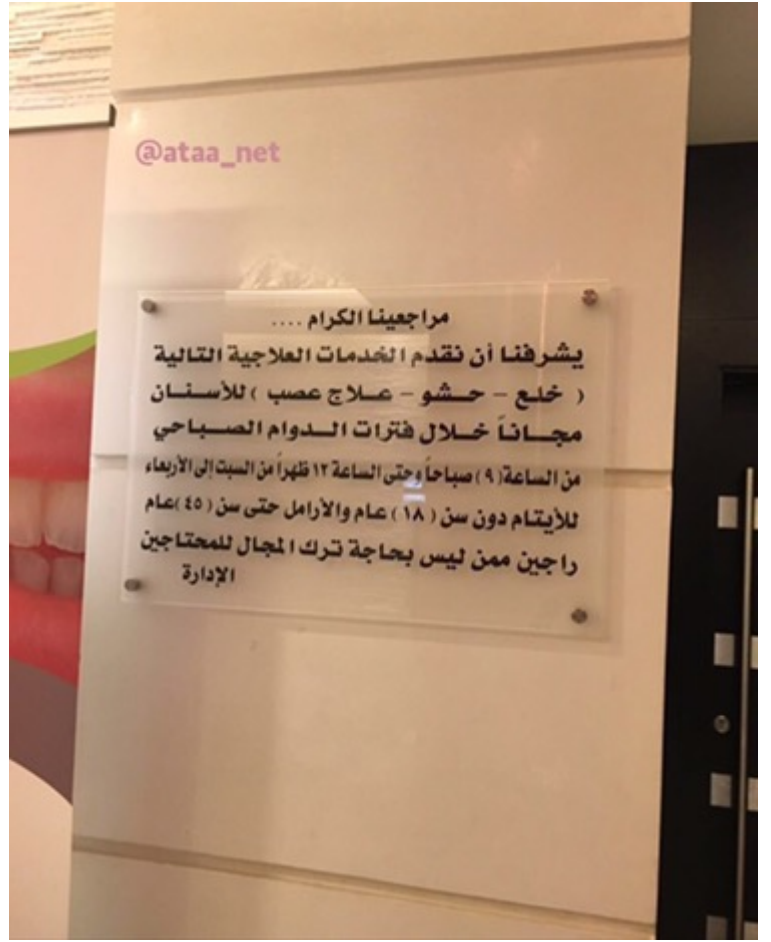 @ataa_net
مراجعينا الكرام ....
يشرفنا أن نقدم الخدمات العلاجية التالية
( خلع - حشو - علاج عصب ) للأسنان
مجاناً خلال فترات الدوام الصباحي
من الساعة ( ٩ ) صباحاً وحتى الساعة ١٢ ظهراً من السبت إلى الأربعاء
للأيتام دون سن ( ١٨ ) عام والأرامل حتى سن ( ٤٥ ) عام
راجين ممن ليس بحاجة ترك المجال للمحتاجين
الإدارة